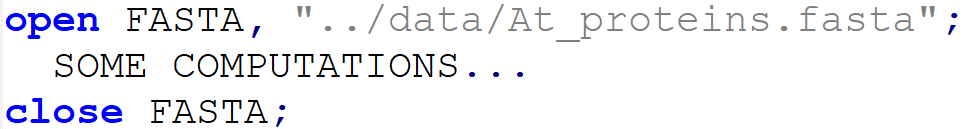 open FASTA, "../data/At_proteins.fasta";
SOME COMPUTATIONS...
close FASTA;